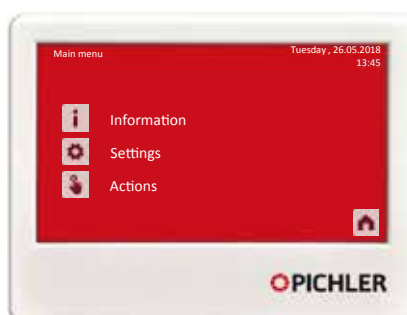 Main menu
Tuesday , 26.05.2018
13:45
Information
Settings
Actions
PICHLER